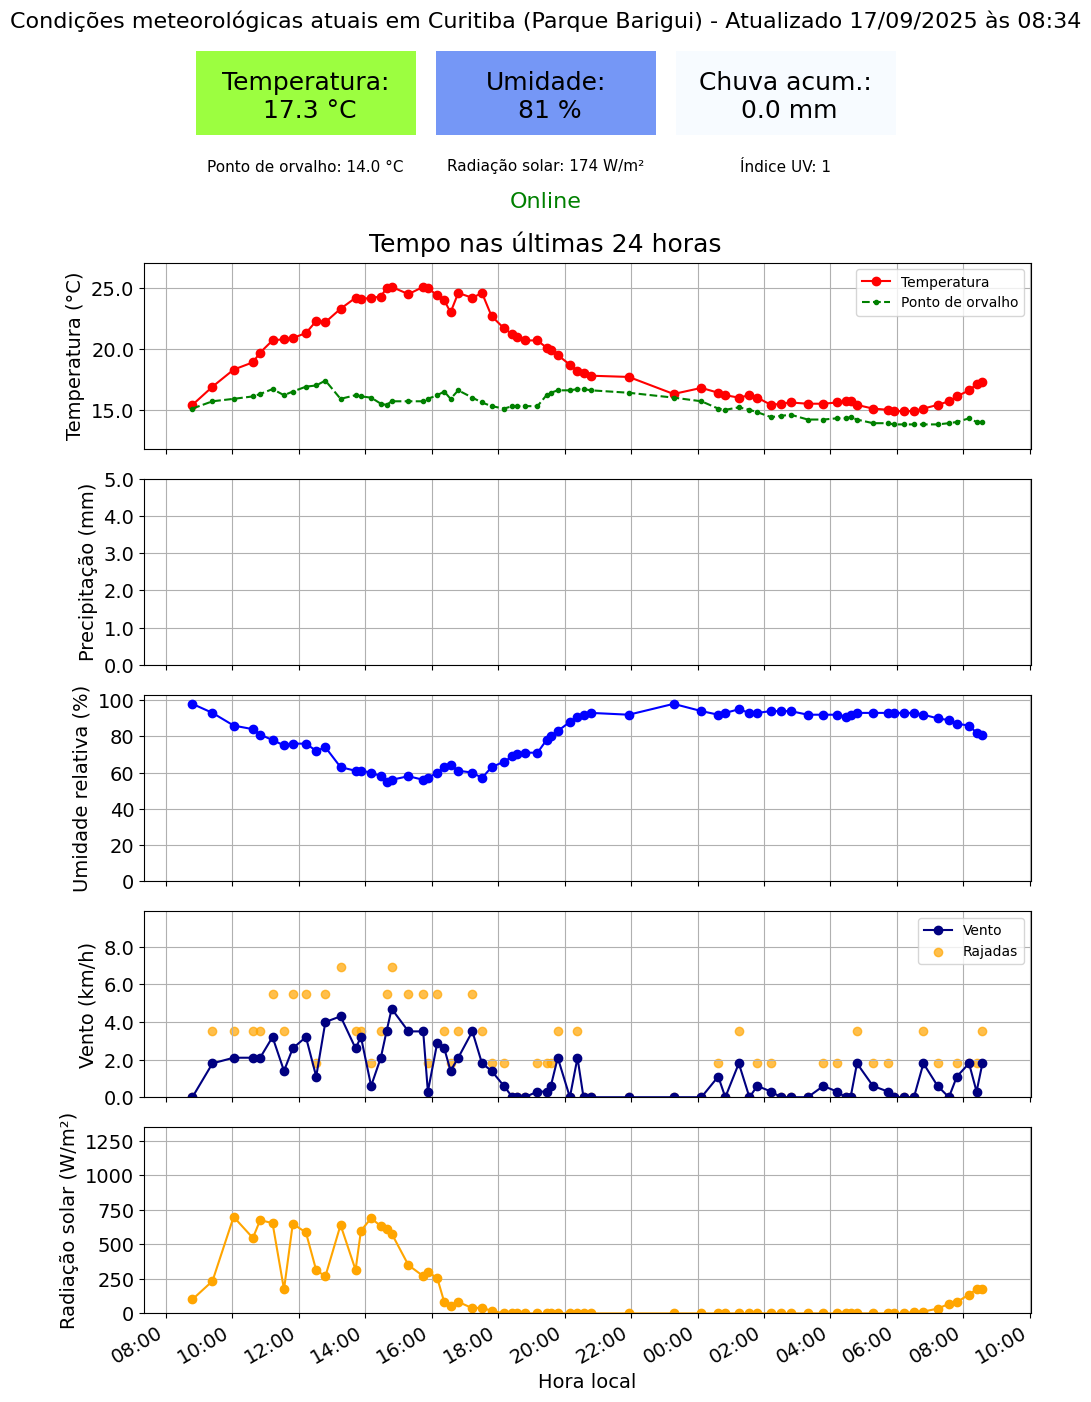 Condições meteorológicas atuais em Curitiba (Parque Barigui) - Atualizado 17/09/2025 às 08:34
Temperatura:
17.3 °C
Umidade:
81 %
Chuva acum.:
0.0 mm
Ponto de orvalho: 14.0 °C
Radiação solar: 174 W/m²
Índice UV: 1
Online
Tempo nas últimas 24 horas
Temperatura (°C)
25.0
20.0
15.0
Temperatura
Ponto de orvalho
Precipitação (mm)
5.0
4.0
3.0
2.0
1.0
0.0
Umidade relativa (%)
100
80
60
40
20
0
Vento (km/h)
8.0
6.0
4.0
2.0
0.0
Vento
Rajadas
Radiação solar (W/m²)
1250
1000
750
500
250
0
08:00
10:00
12:00
14:00
16:00
18:00
20:00
22:00
00:00
02:00
04:00
06:00
08:00
10:00
Hora local